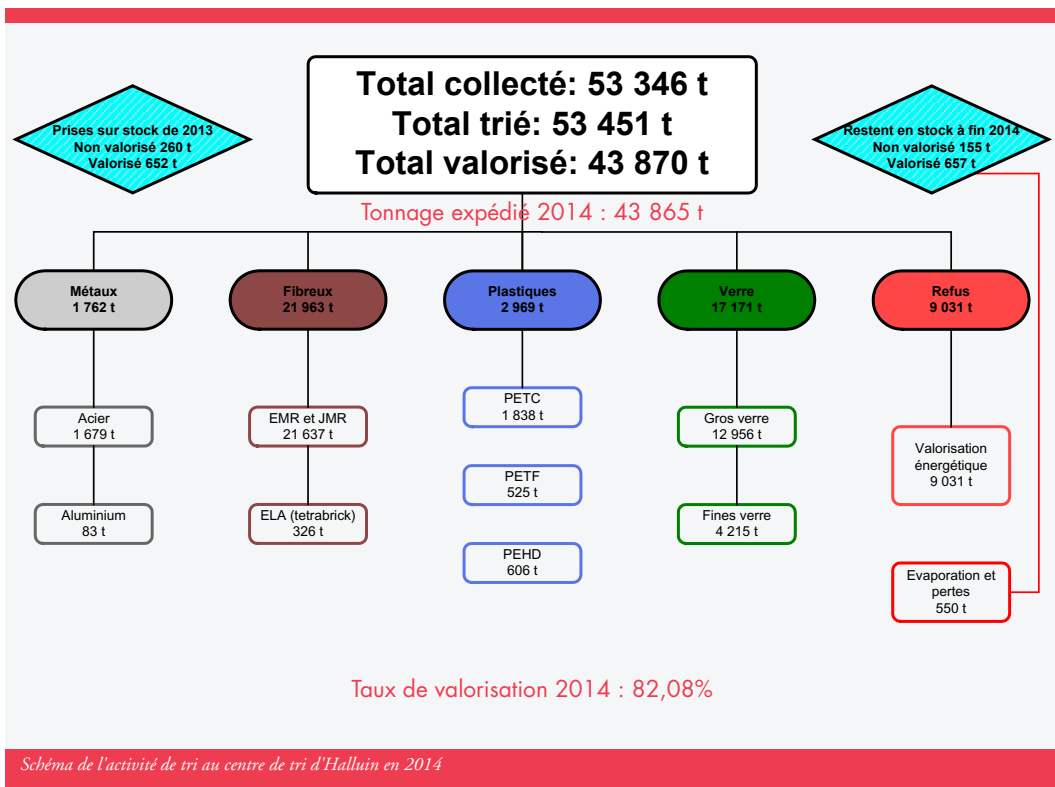 Total collecté: 53 346 t
Total trié: 53 451 t
Total valorisé: 43 870 t
Prises sur stock de 2013
Non valorisé 260 t
Valorisé 652 t
Restent en stock à fin 2014
Non valorisé 155 t
Valorisé 657 t
Tonnage expédié 2014 : 43 865 t
Métaux
1 762 t
Fibreux
21 963 t
Plastiques
2 969 t
Verre
17 171 t
Refus
9 031 t
Acier
1 679 t
Aluminium
83 t
EMR et JMR
21 637 t
ELA (tetrabrick)
326 t
PETC
1 838 t
PETF
525 t
PEHD
606 t
Gros verre
12 956 t
Fines verre
4 215 t
Valorisation
énergétique
9 031 t
Evaporation et
pertes
550 t
Taux de valorisation 2014 : 82,08%
Schéma de l'activité de tri au centre de tri d'Halluin en 2014